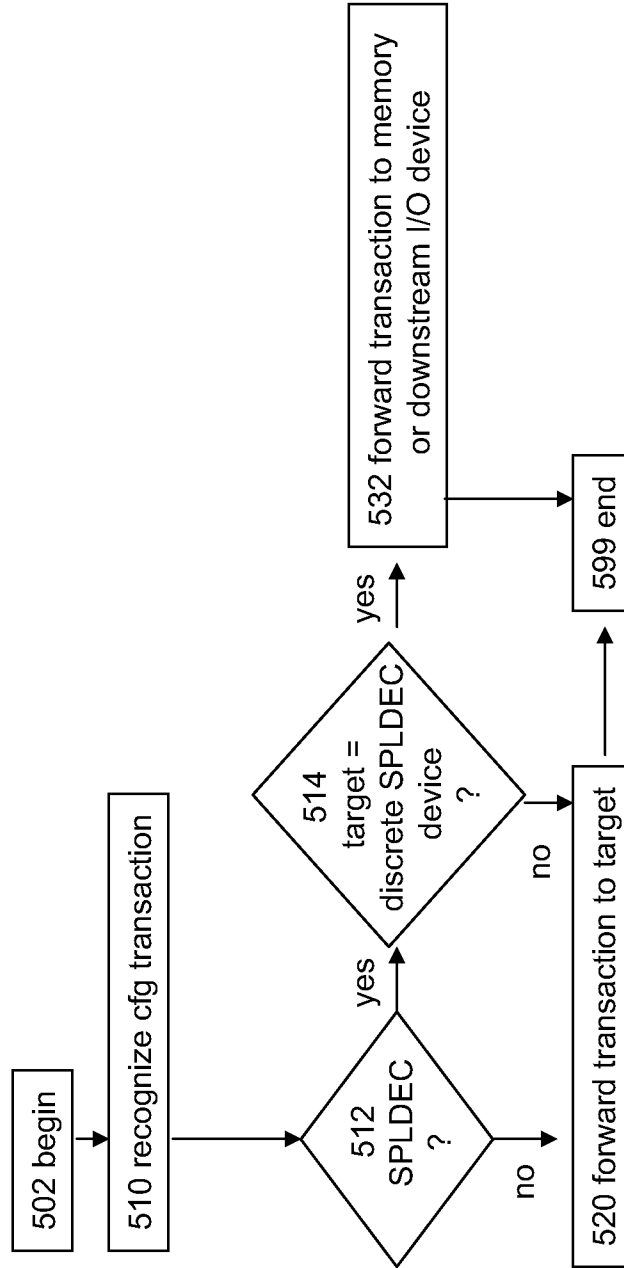 502 begin
510 recognize cfg transaction
512
SPLDEC
?
yes
no
514
target =
discrete SPLDEC
device
?
yes
no
532 forward transaction to memory
or downstream I/O device
520 forward transaction to target
599 end